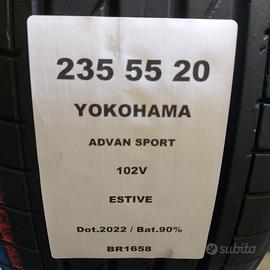 235 55 20
YOKOHAMA
ADVAN SPORT
102V
ESTIVE
Dot.2022 / Bat.90%
BR1658
subito